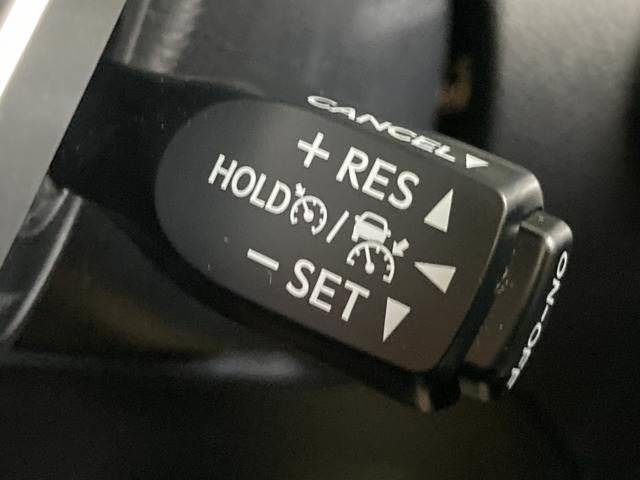 CANCEL
+ RES
HOLD /
- SET
ON-OFF